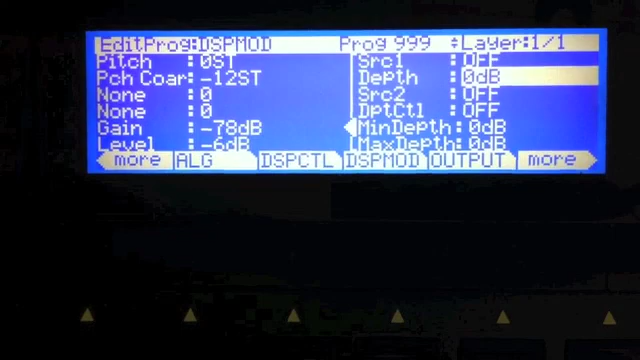 EditProg:DSPMOD Prog 999 Layer:1/1
Pitch :0ST Src1 :OFF
Pch Coar:-12ST Depth :0dB
None :0 Src2 :OFF
None :0 DptCtl :OFF
Gain :-78dB MinDepth:0dB
Level :-6dB MaxDepth:0dB
more ALG DSPCTL DSPMOD OUTPUT more